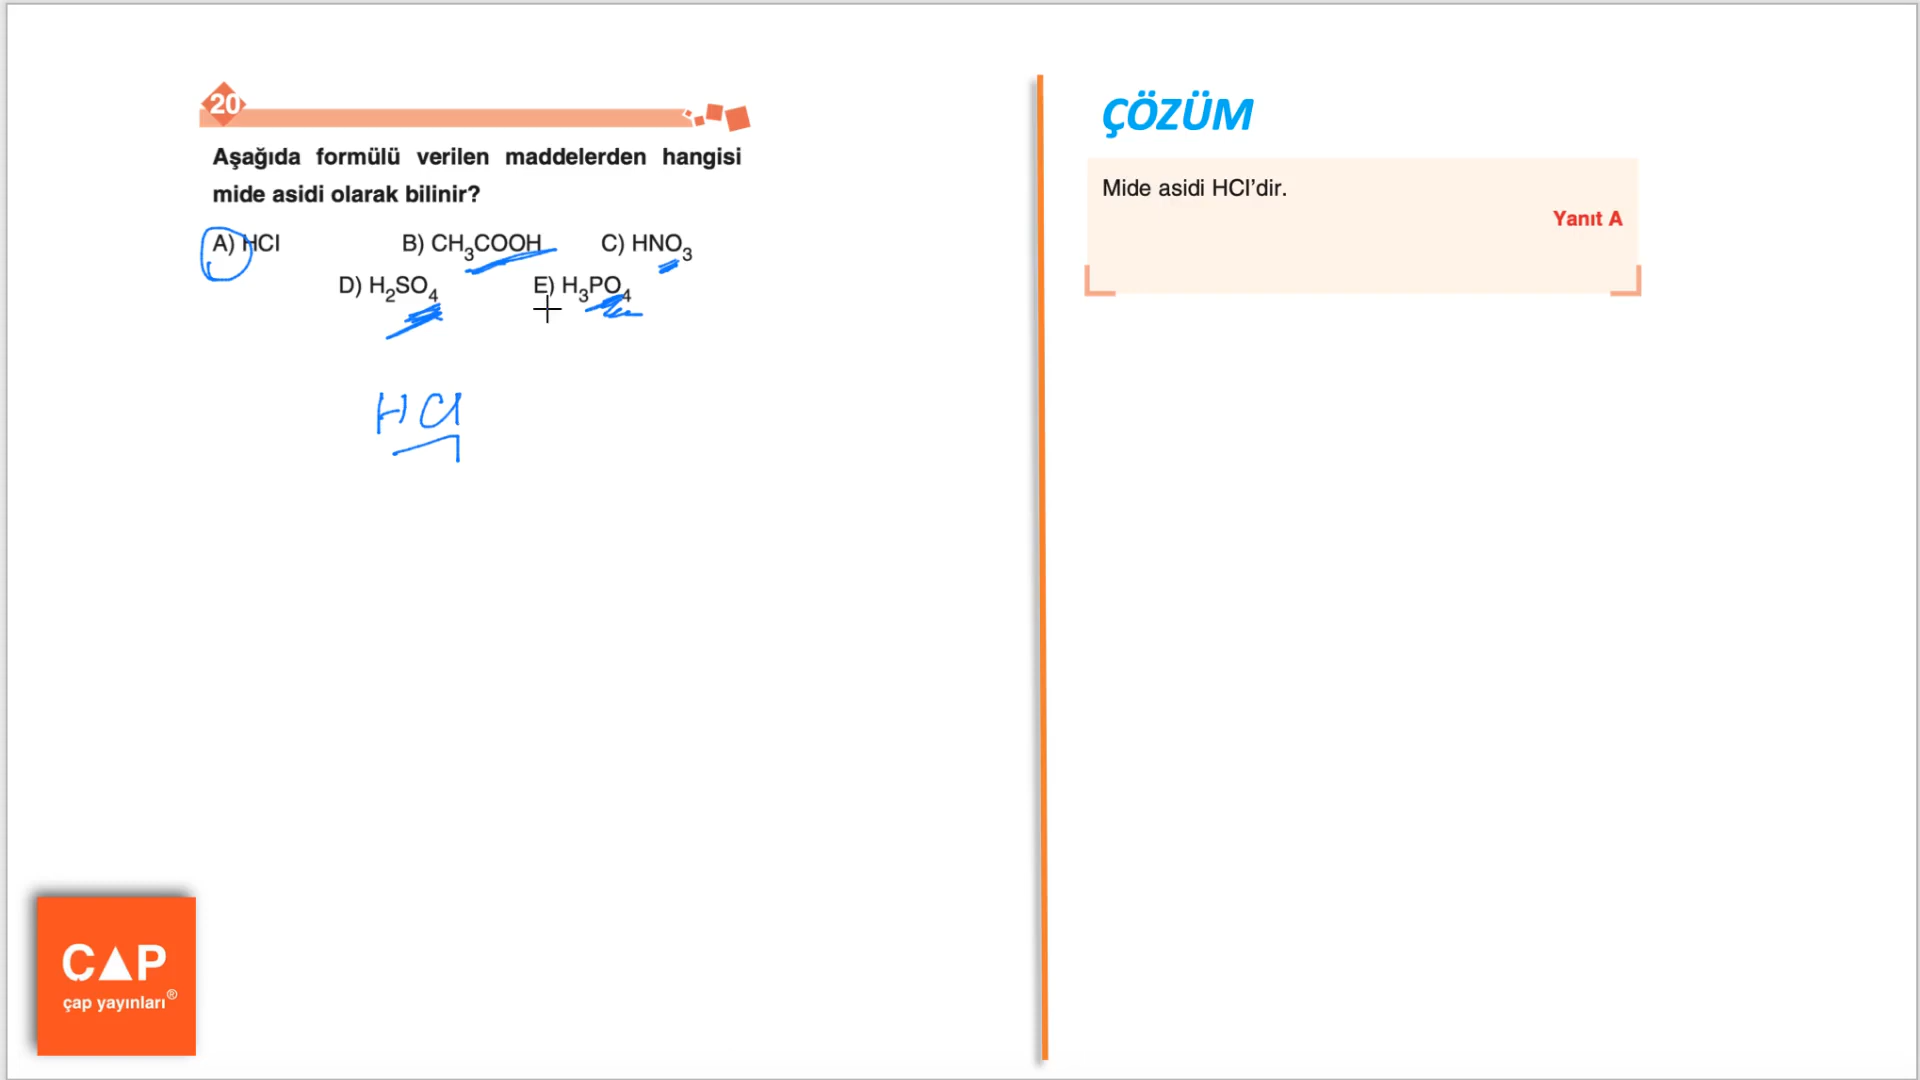 20
Aşağıda formülü verilen maddelerden hangisi
mide asidi olarak bilinir?
A) HCl B) CH₃COOH C) HNO₃
D) H₂SO₄ E) H₃PO₄
HCl
ÇÖZÜM
Mide asidi HCl’dir.
Yanıt A
ÇAP
çap yayınları®